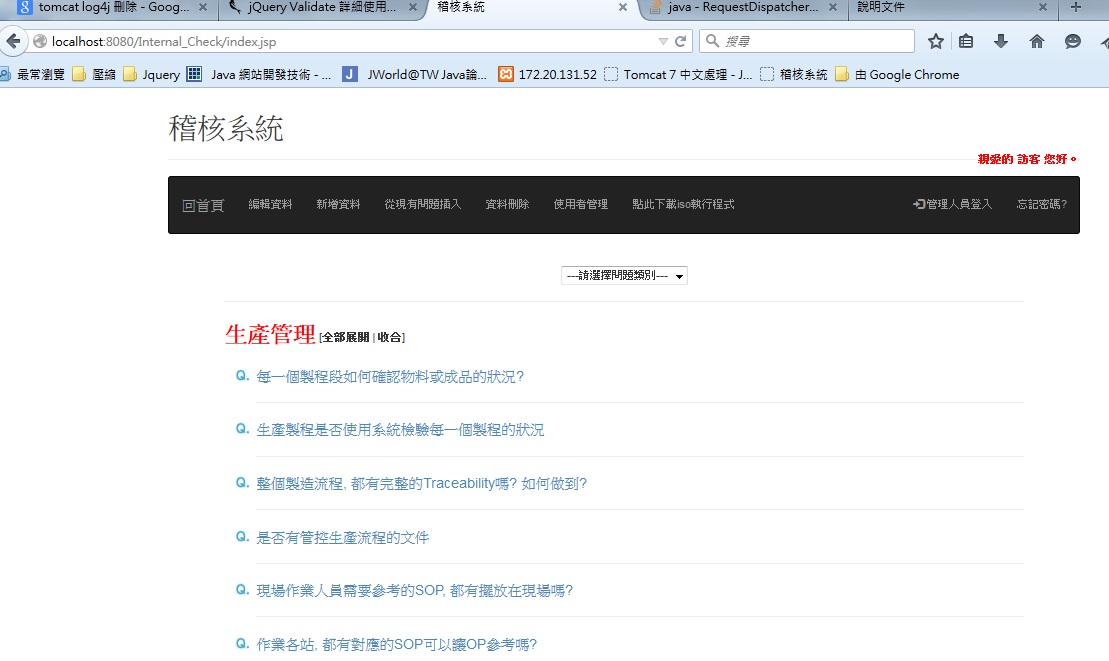 tomcat log4j 刪除 - Goog... jQuery Validate 詳細使用... 稽核系統 java - RequestDispatcher... 說明文件
localhost:8080/Internal_Check/index.jsp 搜尋
最常瀏覽 壓縮 Jquery Java 網站開發技術 - ... JWorld@TW Java論... 172.20.131.52 Tomcat 7 中文處理 - J... 稽核系統 由 Google Chrome
稽核系統
親愛的 訪客 您好。
回首頁 編輯資料 新增資料 從現有問題插入 資料刪除 使用者管理 點此下載iso執行程式 管理人員登入 忘記密碼?
---請選擇問題類別---
生產管理 [全部展開 | 收合]
Q. 每一個製程段如何確認物料或成品的狀況?
Q. 生產製程是否使用系統檢驗每一個製程的狀況
Q. 整個製造流程, 都有完整的Traceability嗎? 如何做到?
Q. 是否有管控生產流程的文件
Q. 現場作業人員需要參考的SOP, 都有擺放在現場嗎?
Q. 作業各站, 都有對應的SOP可以讓OP參考嗎?